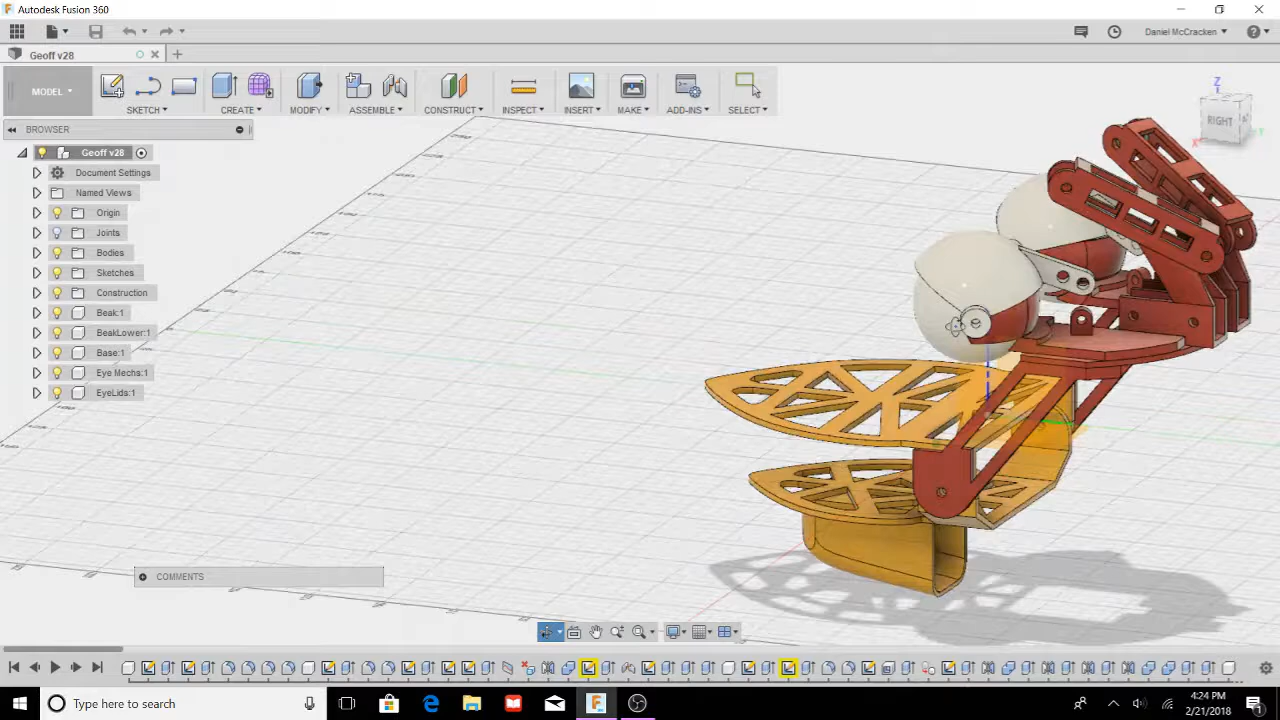 Autodesk Fusion 360
Daniel McCracken
Geoff v28
MODEL
SKETCH
CREATE
MODIFY
ASSEMBLE
CONSTRUCT
INSPECT
INSERT
MAKE
ADD-INS
SELECT
Z
RIGHT
X
Y
BROWSER
Geoff v28
Document Settings
Named Views
Origin
Joints
Bodies
Sketches
Construction
Beak:1
BeakLower:1
Base:1
Eye Mechs:1
EyeLids:1
COMMENTS
Type here to search
4:24 PM
2/21/2018